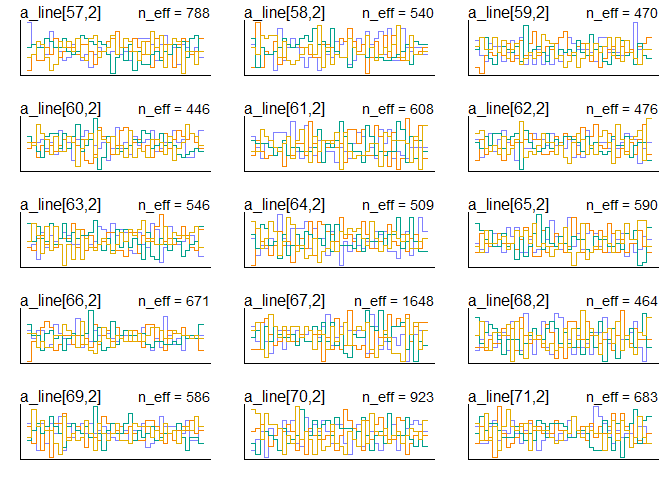 a_line[57,2] n_eff = 788 a_line[58,2] n_eff = 540 a_line[59,2] n_eff = 470
a_line[60,2] n_eff = 446 a_line[61,2] n_eff = 608 a_line[62,2] n_eff = 476
a_line[63,2] n_eff = 546 a_line[64,2] n_eff = 509 a_line[65,2] n_eff = 590
a_line[66,2] n_eff = 671 a_line[67,2] n_eff = 1648 a_line[68,2] n_eff = 464
a_line[69,2] n_eff = 586 a_line[70,2] n_eff = 923 a_line[71,2] n_eff = 683